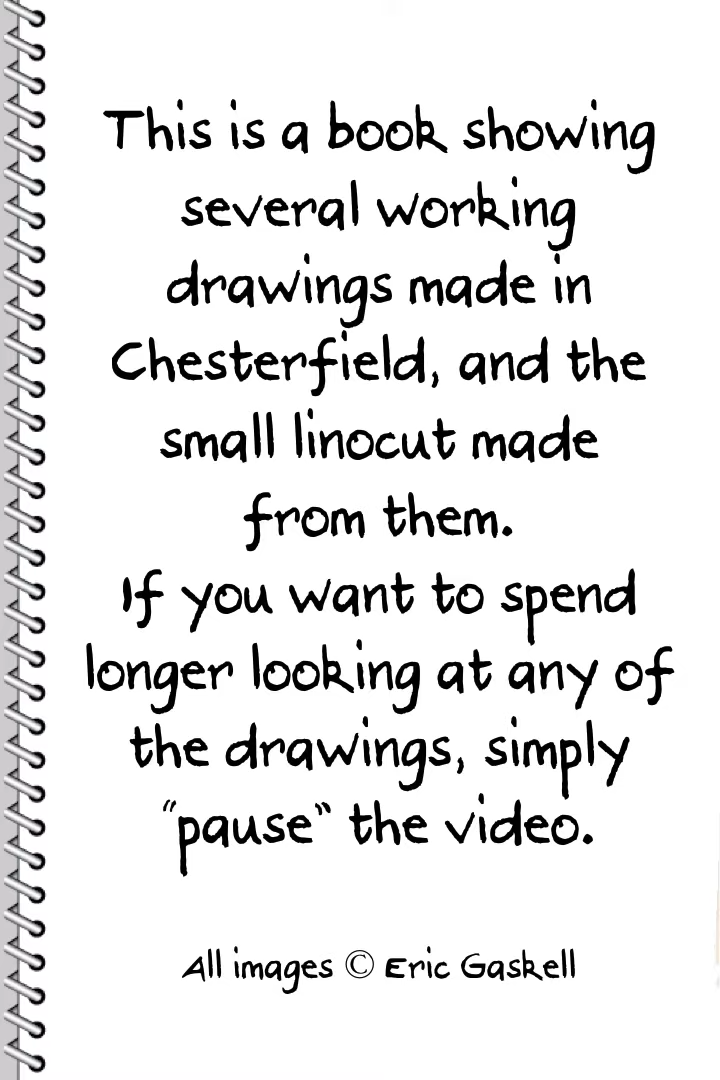 This is a book showing
several working
drawings made in
Chesterfield, and the
small linocut made
from them.
If you want to spend
longer looking at any of
the drawings, simply
"pause" the video.
All images © Eric Gaskell